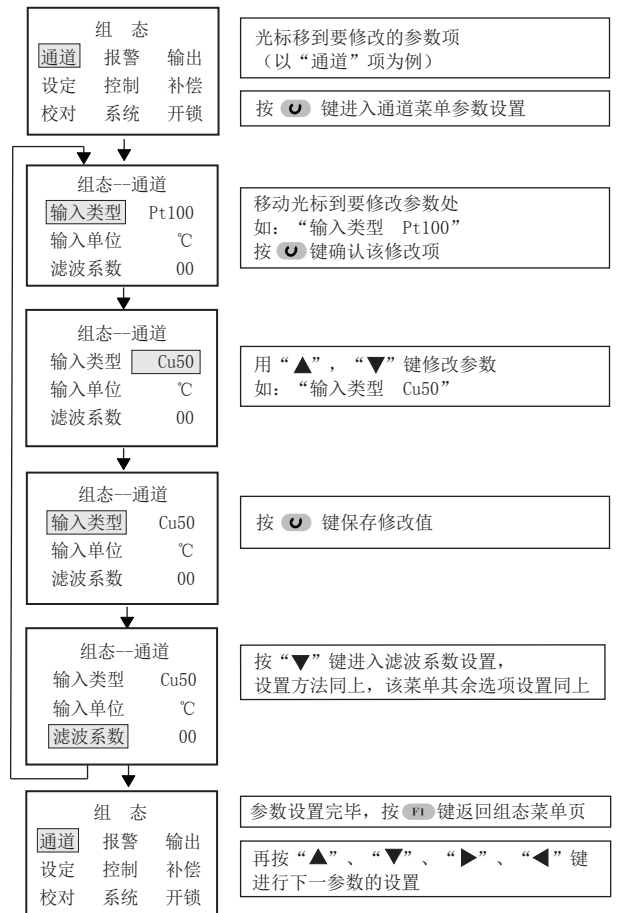 组 态
通道 报警 输出
设定 控制 补偿
校对 系统 开锁
光标移到要修改的参数项
（以“通道”项为例）
按 键进入通道菜单参数设置
组态--通道
输入类型 Pt100
输入单位 ℃
滤波系数 00
移动光标到要修改参数处
如：“输入类型 Pt100”
按 键确认该修改项
组态--通道
输入类型 Cu50
输入单位 ℃
滤波系数 00
用“▲”，“▼”键修改参数
如：“输入类型 Cu50”
组态--通道
输入类型 Cu50
输入单位 ℃
滤波系数 00
按 键保存修改值
组态--通道
输入类型 Cu50
输入单位 ℃
滤波系数 00
按“▼”键进入滤波系数设置，
设置方法同上，该菜单其余选项设置同上
组 态
通道 报警 输出
设定 控制 补偿
校对 系统 开锁
参数设置完毕，按 F1 键返回组态菜单页
再按“▲”、“▼”、“▶”、“◀”键
进行下一参数的设置